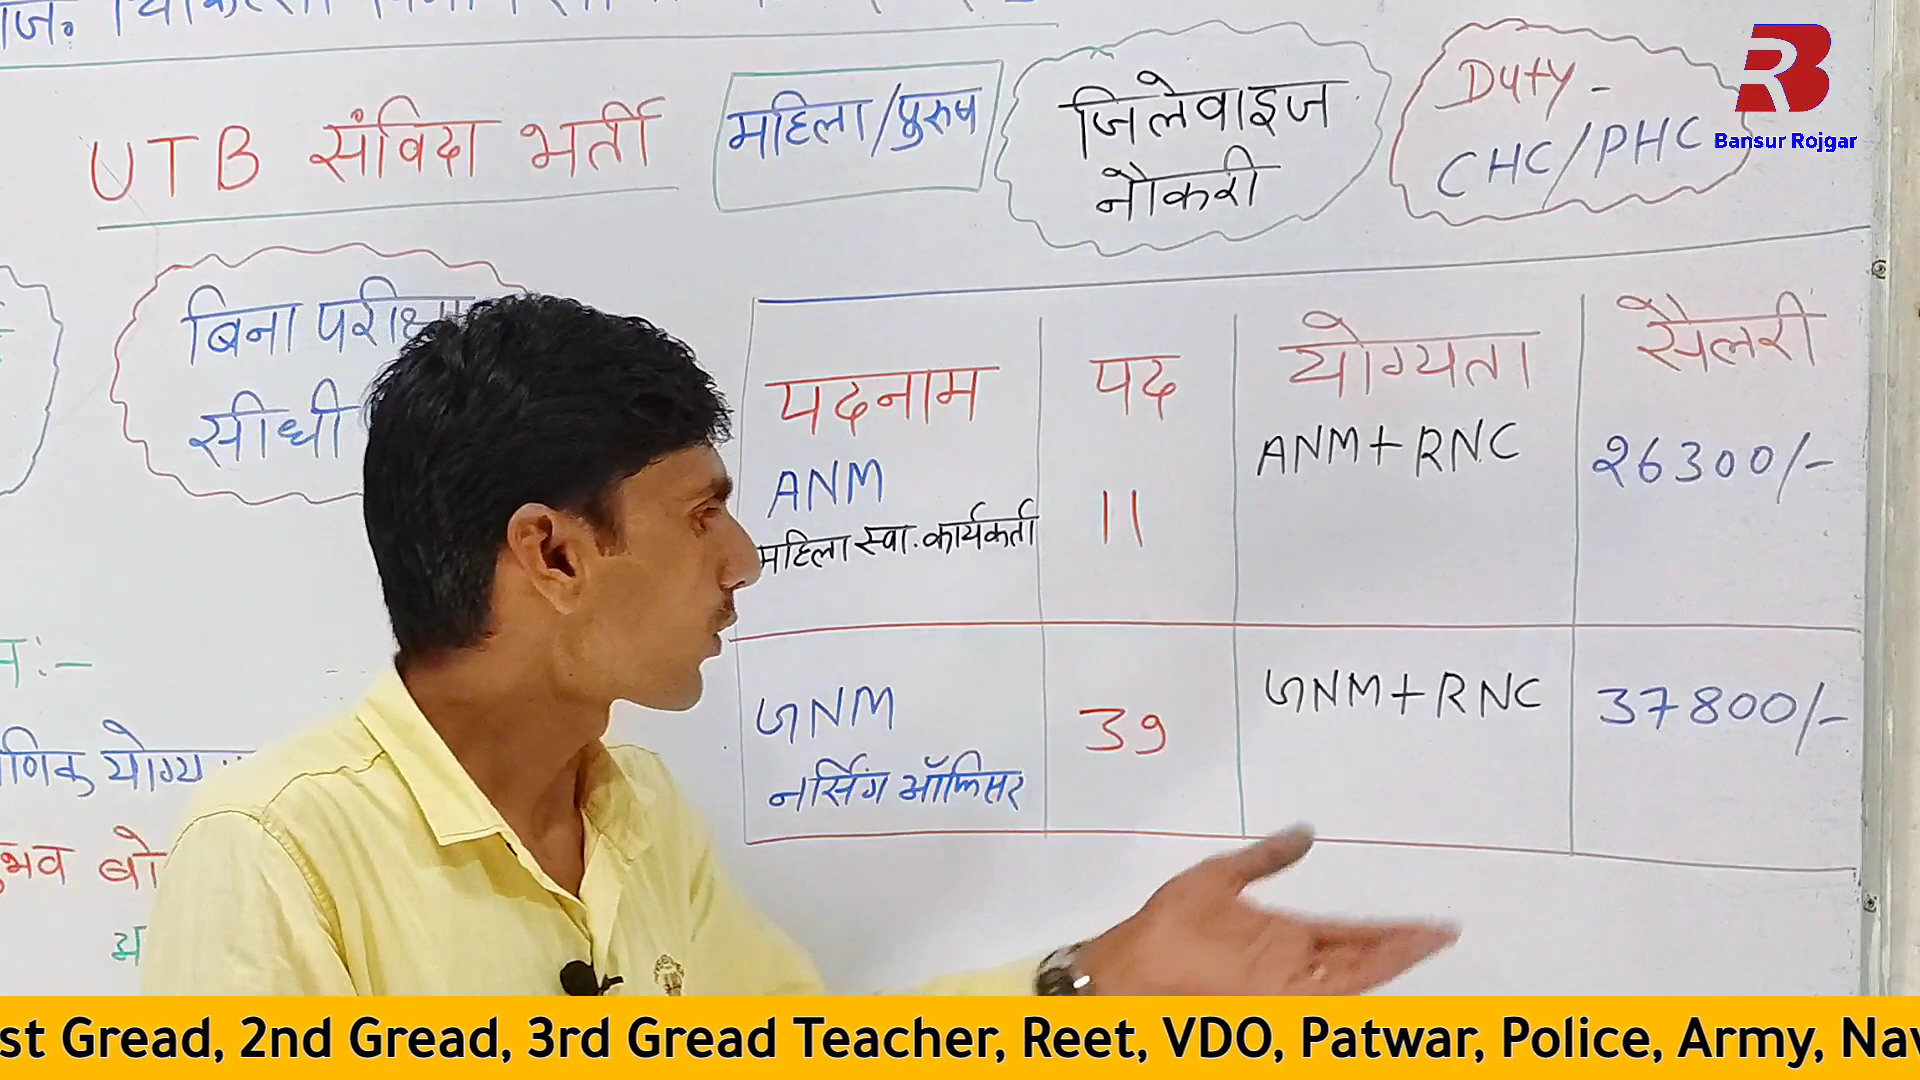 UTB संविदा भर्ती
महिला/पुरुष
जिलेवाइज
नौकरी
Duty-
CHC/PHC
Bansur Rojgar
बिना परीक्षा
सीधी
पदनाम पद योग्यता सैलरी
ANM 11 ANM+RNC 26300/-
महिला स्वा. कार्यकर्ता
GNM 39 GNM+RNC 37800/-
नर्सिंग ऑफिसर
st Gread, 2nd Gread, 3rd Gread Teacher, Reet, VDO, Patwar, Police, Army, Nav